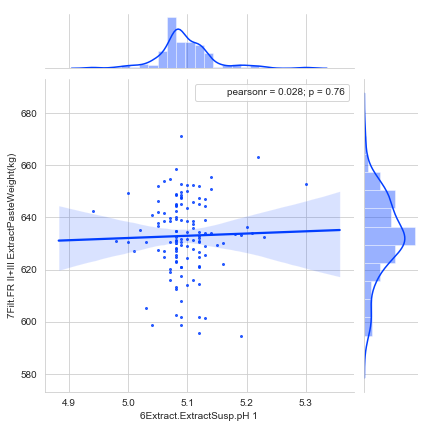 pearsonr = 0.028; p = 0.76
680
660
640
620
600
580
7Filt.FR I+II+III ExtractPasteWeight(kg)
4.9 5.0 5.1 5.2 5.3
6Extract.ExtractSusp.pH 1